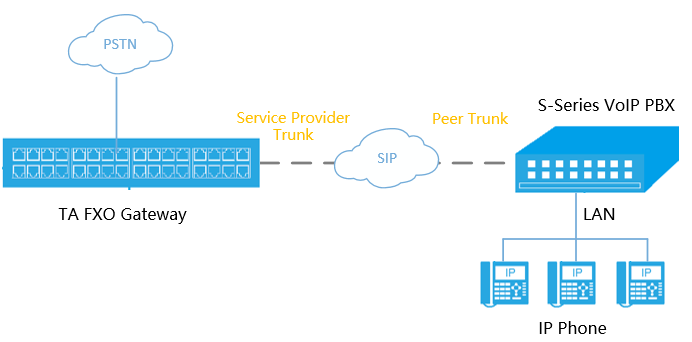 PSTN
S-Series VoIP PBX
Service Provider
Trunk
Peer Trunk
SIP
TA FXO Gateway
LAN
IP
IP
IP
IP Phone